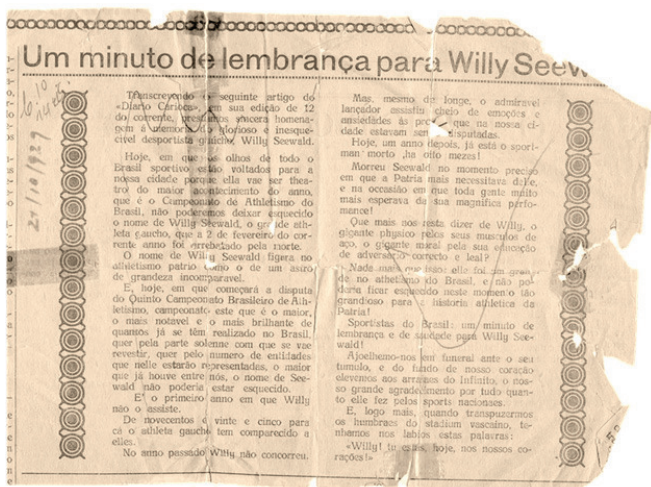 Um minuto de lembrança para Willy Seew
24/10/929
Transcrevendo o seguinte artigo do
«Diario Carioca», em sua edição de 12
do corrente, prestamos sincera homena-
gem á memoria do glorioso e inesque-
civel desportista gaúcho, Willy Seewald.
Hoje, em que os olhos de todo o
Brasil sportivo estão voltados para a
nossa cidade porque ella vae ser thea-
tro do maior acontecimento do anno,
que é o Campeonato de Athletismo do
Brasil, não poderemos deixar esquecido
o nome de Willy Seewald, o grande ath-
leta gaucho, que a 2 de fevereiro do cor-
rente anno foi arrebatado pela morte.
O nome de Willy Seewald figura no
athletismo patrio como o de um astro
de grandeza incomparavel.
E, hoje, em que começará a disputa
do Quinto Campeonato Brasileiro de Ath-
letismo, campeonato este que é o maior,
o mais notavel e o mais brilhante de
quantos já se têm realizado no Brasil,
quer pela parte solenne com que se vae
revestir, quer pelo numero de entidades
que nelle estarão representadas, o maior
que já houve entre nós, o nome de See-
wald não poderia estar esquecido.
E' o primeiro anno em que Willy
não o assiste.
De novecentos e vinte e cinco para
cá o athleta gaucho tem comparecido a
elles.
No anno passado Willy não concorreu.
Mas, mesmo de longe, o admiravel
lançador assistiu cheio de emoções e
ansiedades ás provas que na nossa ci-
dade estavam sendo disputadas.
Hoje, um anno depois, já está o sport-
man morto ha oito mezes!
Morreu Seewald no momento preciso
em que a Patria mais necessitava delle,
e na occasião em que toda gente muito
mais esperava da sua magnifica perfo-
mance!
Que mais nos resta dizer de Willy, o
gigante physico pelos seus musculos de
aço, o gigante moral pela sua educação
de adversario correcto e leal?
Nada mais que isso: elle foi um gran-
de no athletismo do Brasil, e não po-
deria ficar esquecido neste momento tão
grandioso para a historia athletica da
Patria!
Sportistas do Brasil: um minuto de
lembrança e de saudade para Willy See-
wald!
Ajoelhemo-nos em funeral ante o seu
tumulo, e do fundo de nosso coração
elevemos nos arrames do Infinito, o nos-
so grande agradecimento por tudo quan-
to elle fez pelos sports nacionaes.
E, logo mais, quando transpuzermos
os humbraes do stadium vascaino, te-
nhamos nos labios estas palavras:
«Willy! tu estás, hoje, nos nossos co-
rações!»